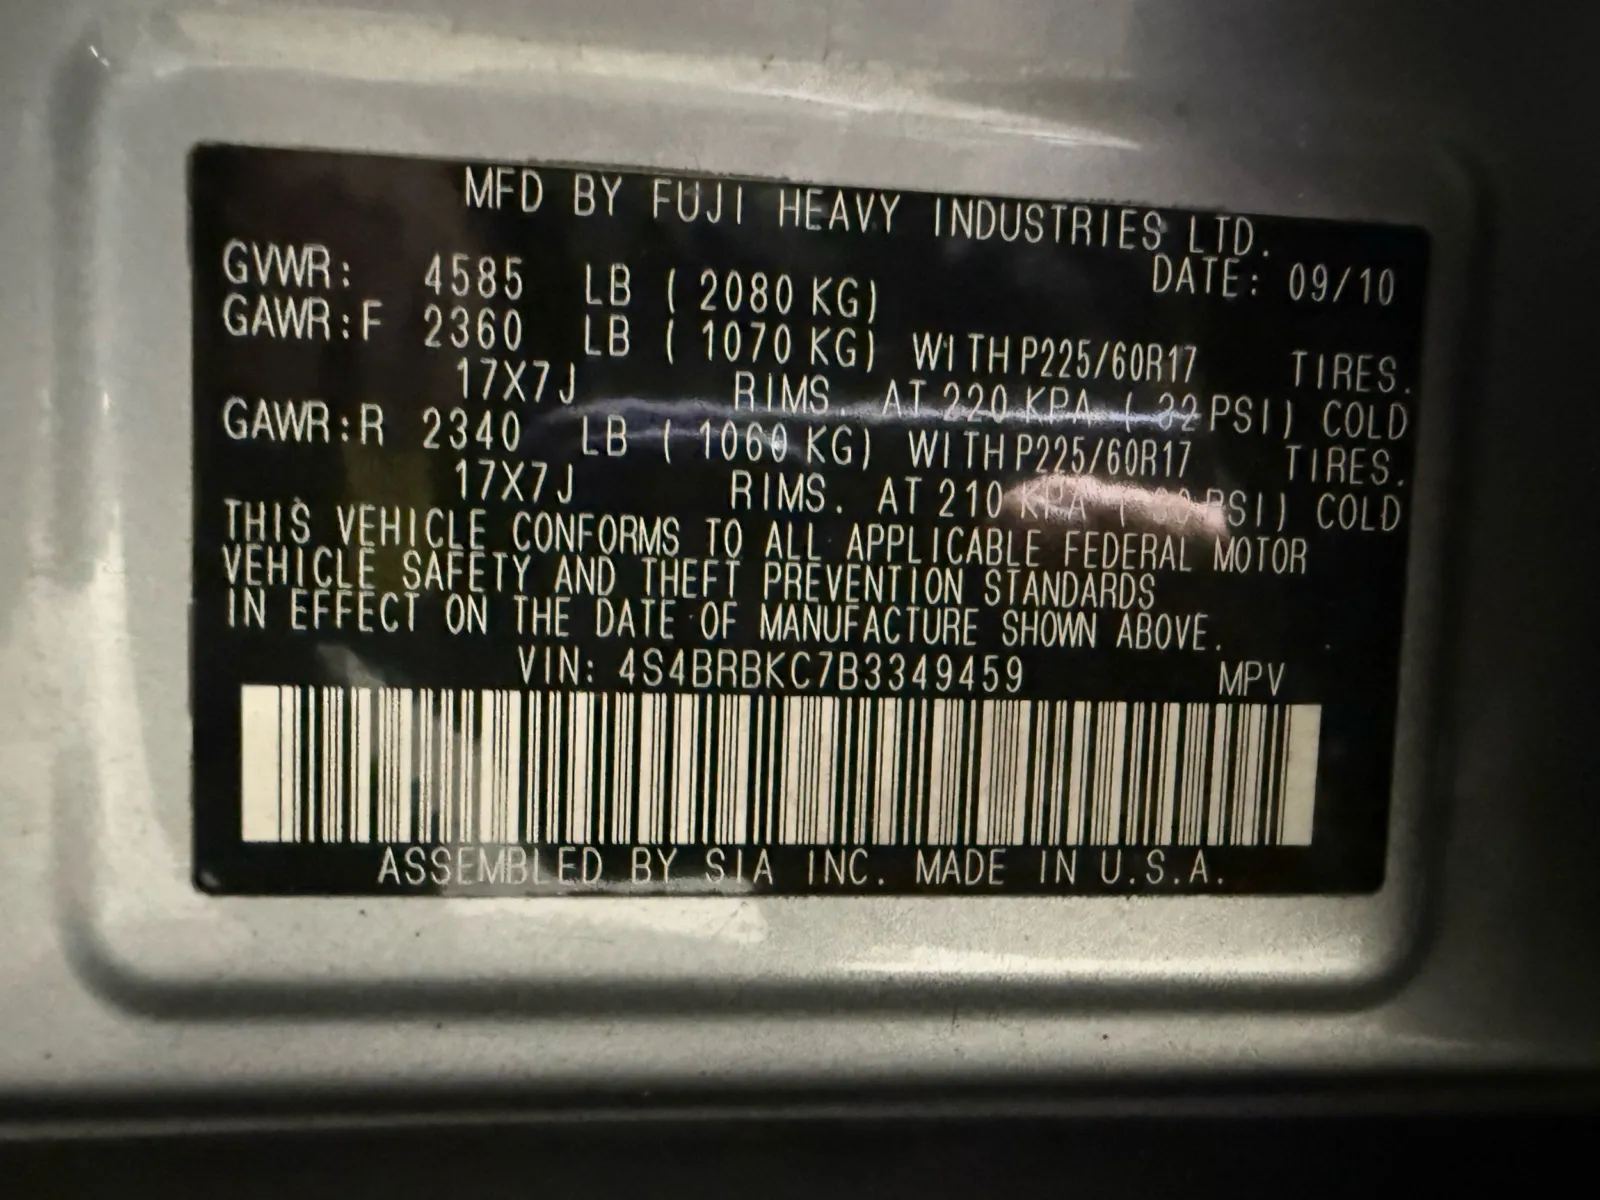 MFD BY FUJI HEAVY INDUSTRIES LTD.
DATE: 09/10
GVWR: 4585 LB ( 2080 KG)
GAWR:F 2360 LB ( 1070 KG) WITH P225/60R17 TIRES.
17X7J RIMS. AT 220 KPA ( 32 PSI) COLD
GAWR:R 2340 LB ( 1060 KG) WITH P225/60R17 TIRES.
17X7J RIMS. AT 210 KPA ( 30 PSI) COLD
THIS VEHICLE CONFORMS TO ALL APPLICABLE FEDERAL MOTOR
VEHICLE SAFETY AND THEFT PREVENTION STANDARDS
IN EFFECT ON THE DATE OF MANUFACTURE SHOWN ABOVE.
VIN: 4S4BRBKC7B3349459 MPV
ASSEMBLED BY SIA INC. MADE IN U.S.A.